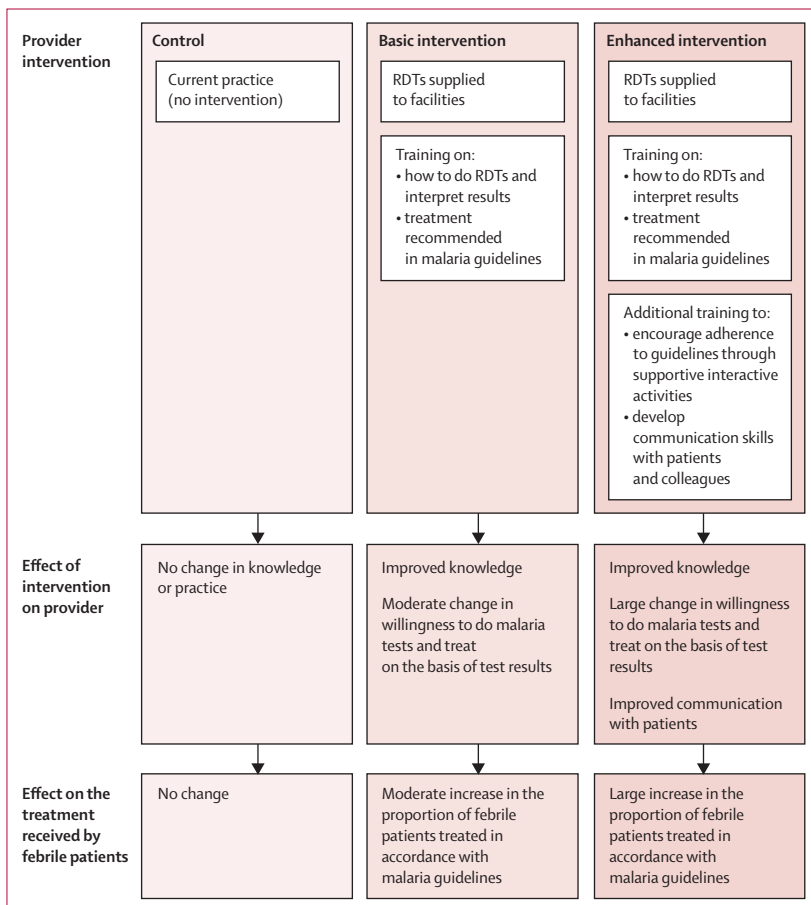 Provider
intervention
Control
Current practice
(no intervention)
Basic intervention
RDTs supplied
to facilities
Training on:
• how to do RDTs and
interpret results
• treatment
recommended
in malaria guidelines
Enhanced intervention
RDTs supplied
to facilities
Training on:
• how to do RDTs and
interpret results
• treatment
recommended
in malaria guidelines
Additional training to:
• encourage adherence
to guidelines through
supportive interactive
activities
• develop
communication skills
with patients
and colleagues
Effect of
intervention
on provider
No change in knowledge
or practice
Improved knowledge
Moderate change in
willingness to do malaria
tests and treat
on the basis of test results
Improved knowledge
Large change in willingness
to do malaria tests and
treat on the basis of test
results
Improved communication
with patients
Effect on the
treatment
received by
febrile patients
No change
Moderate increase in the
proportion of febrile
patients treated in
accordance with
malaria guidelines
Large increase in the
proportion of febrile
patients treated in
accordance with
malaria guidelines